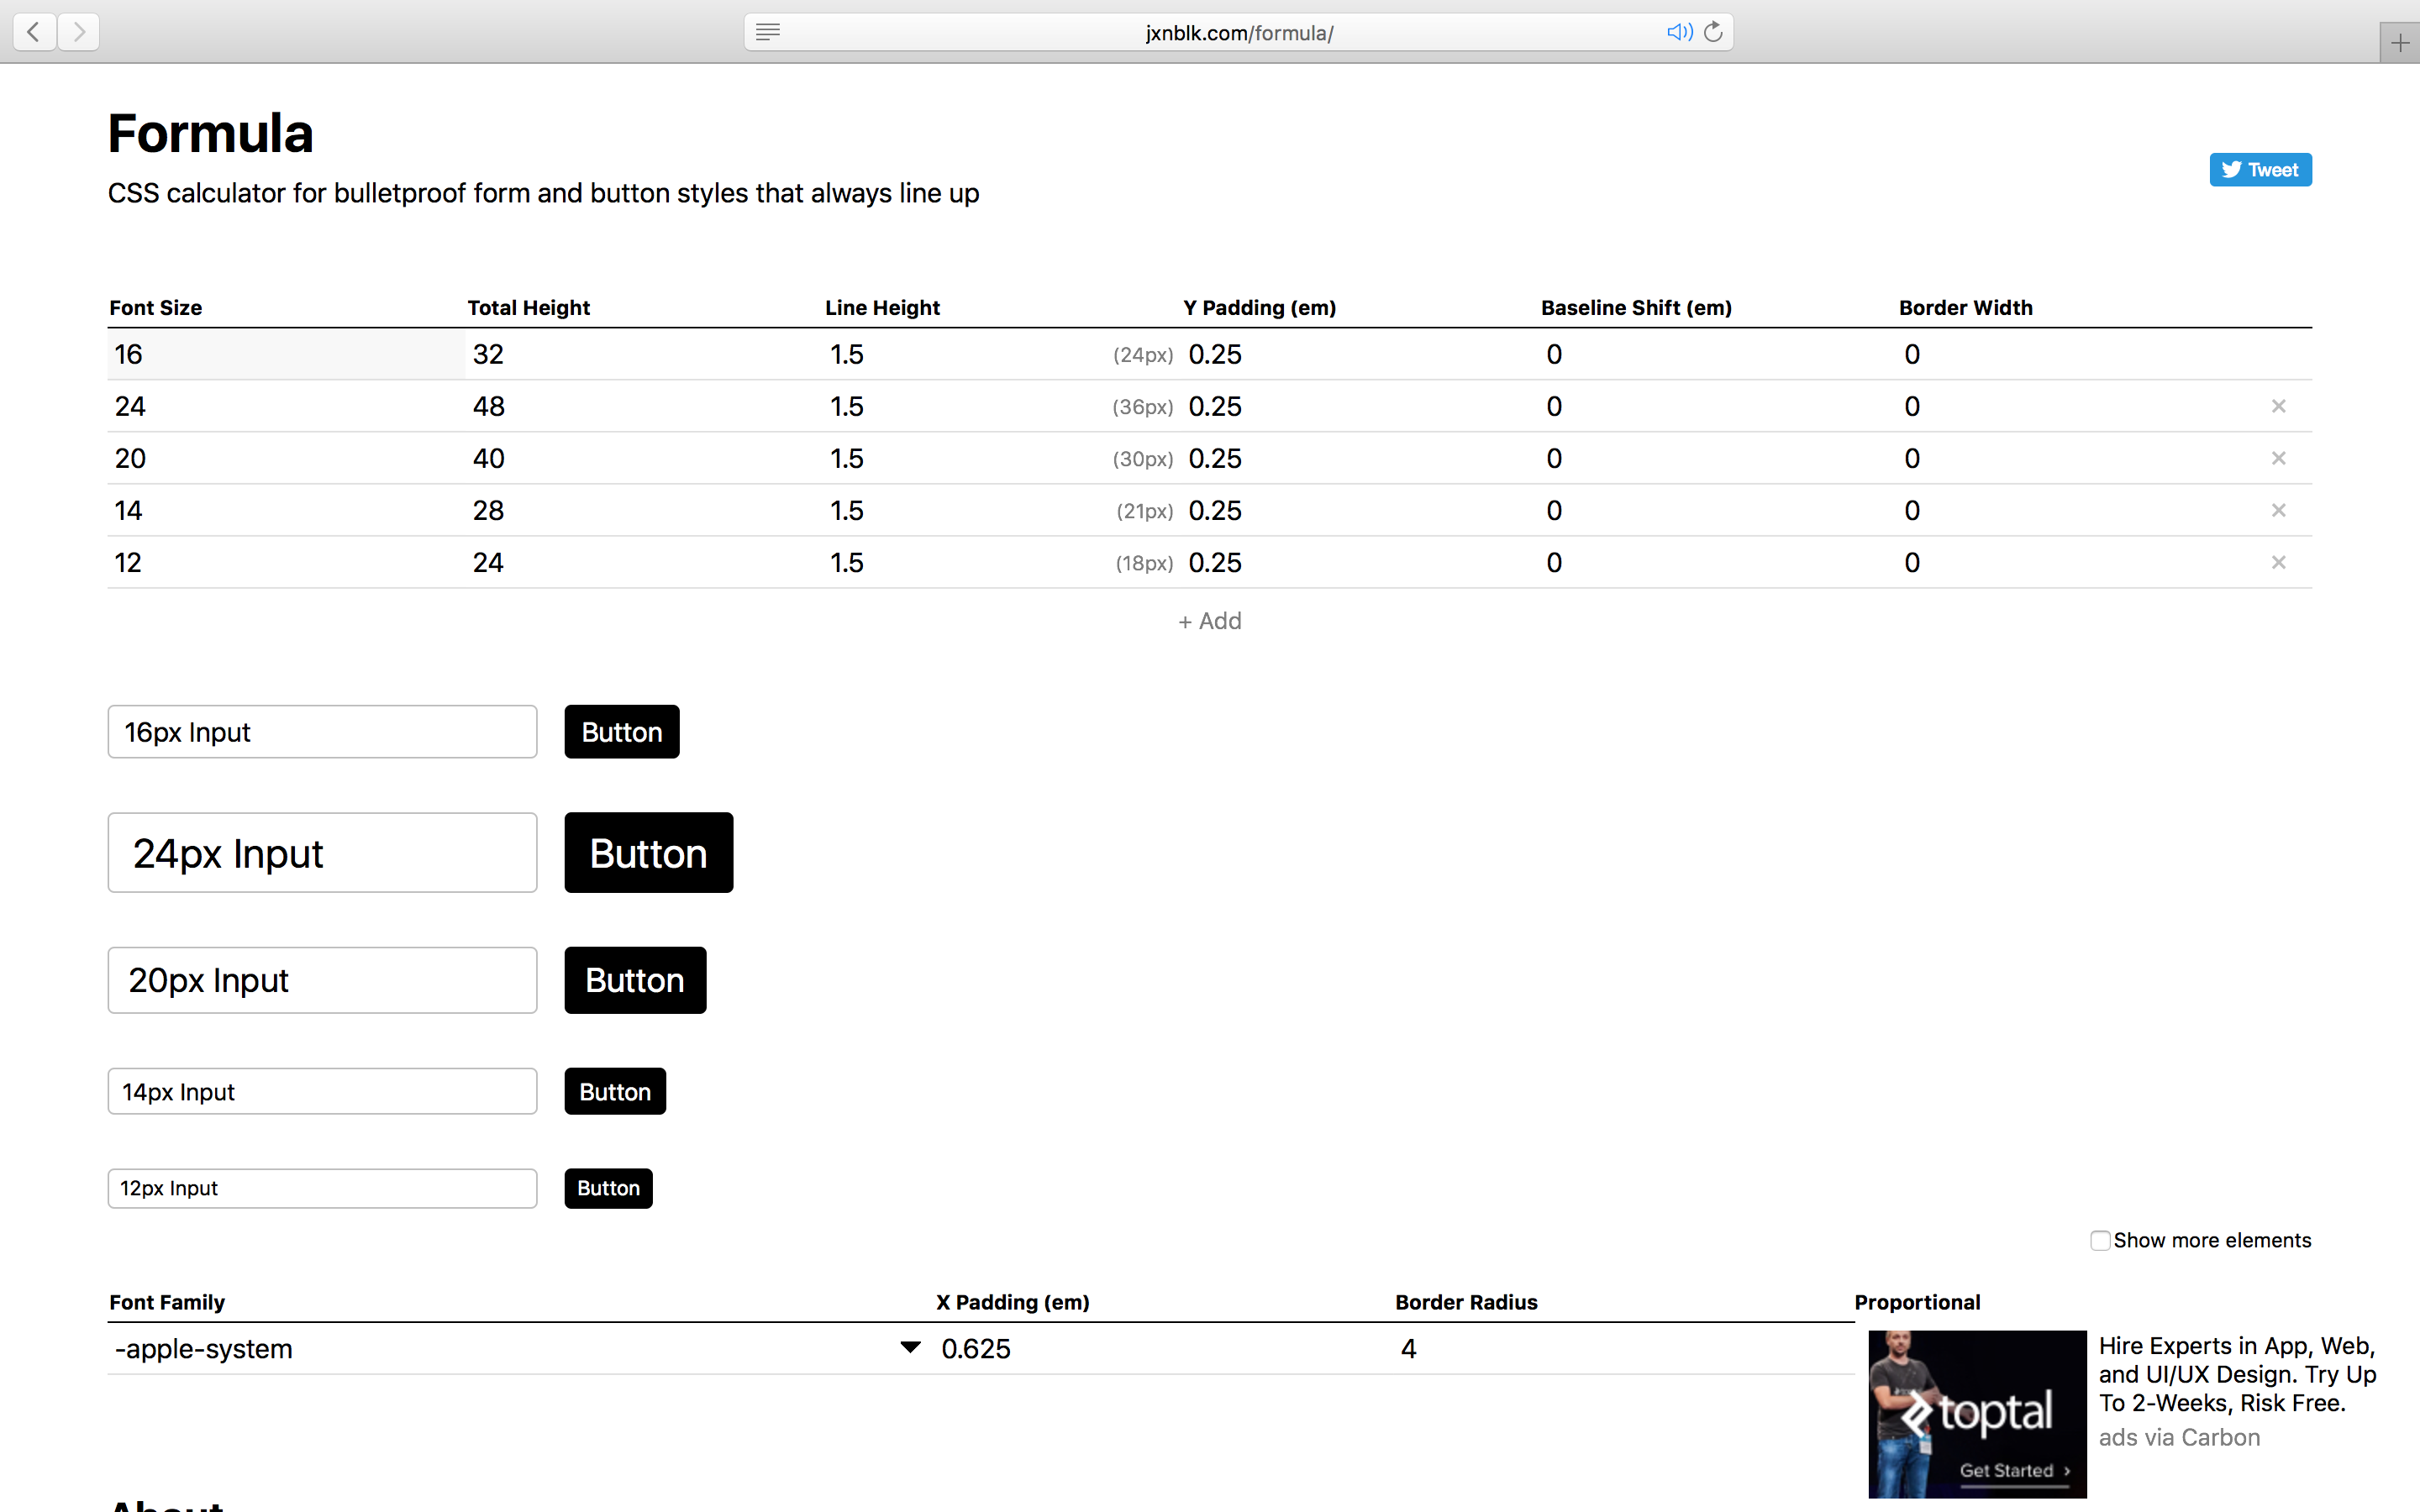 jxnblk.com/formula/
Formula
CSS calculator for bulletproof form and button styles that always line up
Tweet
Font Size Total Height Line Height Y Padding (em) Baseline Shift (em) Border Width
16 32 1.5 (24px) 0.25 0 0
24 48 1.5 (36px) 0.25 0 0 ×
20 40 1.5 (30px) 0.25 0 0 ×
14 28 1.5 (21px) 0.25 0 0 ×
12 24 1.5 (18px) 0.25 0 0 ×
+ Add
16px Input Button
24px Input Button
20px Input Button
14px Input Button
12px Input Button
Show more elements
Font Family X Padding (em) Border Radius Proportional
-apple-system 0.625 4
toptal
Get Started ›
Hire Experts in App, Web,
and UI/UX Design. Try Up
To 2-Weeks, Risk Free.
ads via Carbon
About